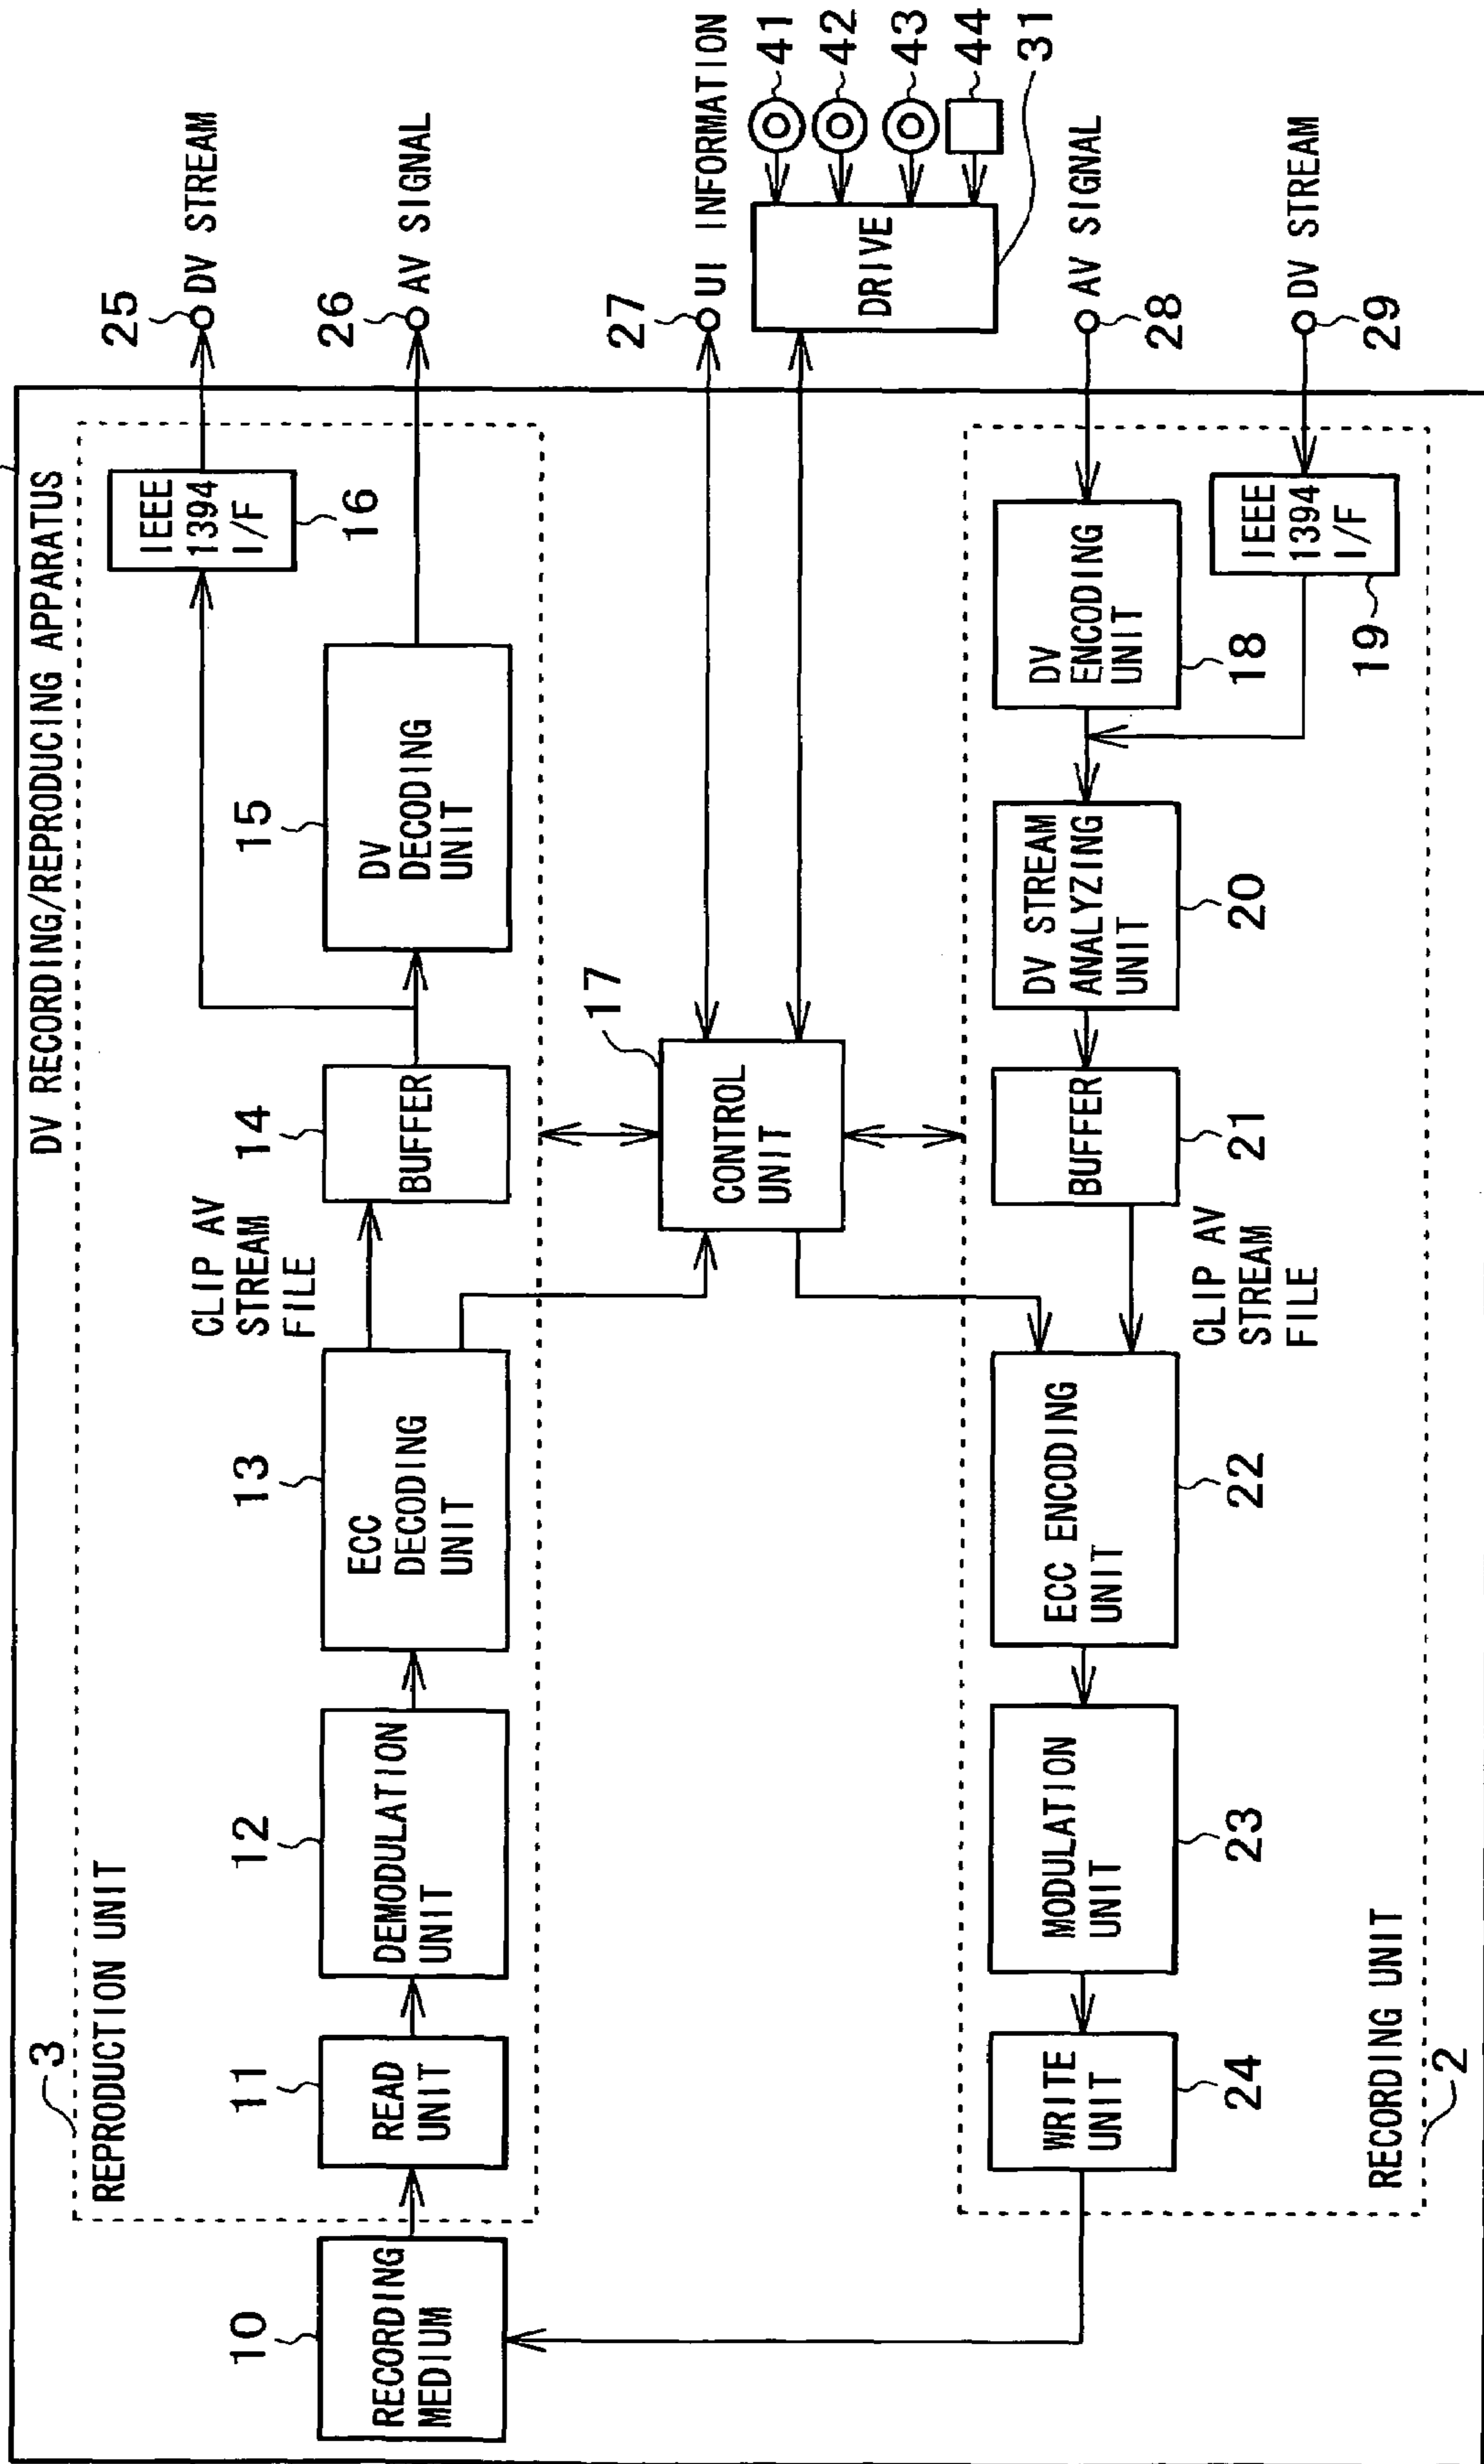 DV RECORDING/REPRODUCING APPARATUS
3
REPRODUCTION UNIT
10
RECORDING
MEDIUM
11
READ
UNIT
12
DEMODULATION
UNIT
13
ECC
DECODING
UNIT
CLIP AV
STREAM
FILE
14
BUFFER
15
DV
DECODING
UNIT
IEEE
1394
I/F
16
25
DV STREAM
26
AV SIGNAL
17
CONTROL
UNIT
27
UI INFORMATION
DRIVE
41
42
43
44
31
WRITE
UNIT
24
MODULATION
UNIT
23
ECC ENCODING
UNIT
22
CLIP AV
STREAM
FILE
BUFFER
21
DV STREAM
ANALYZING
UNIT
20
DV
ENCODING
UNIT
18
IEEE
1394
I/F
19
AV SIGNAL
28
DV STREAM
29
RECORDING UNIT
2